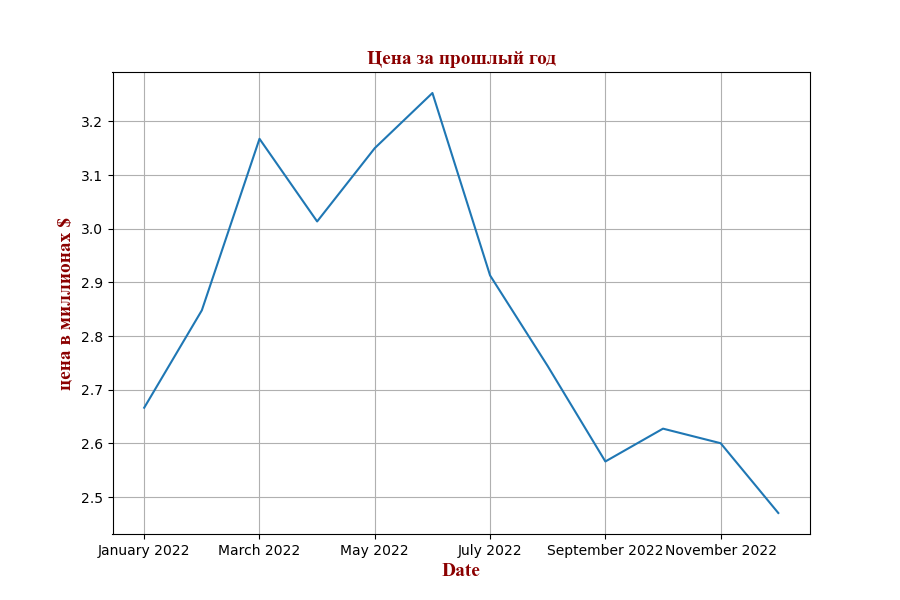 Цена за прошлый год
цена в миллионах $
3.2
3.1
3.0
2.9
2.8
2.7
2.6
2.5
January 2022 March 2022 May 2022 July 2022 September 2022 November 2022
Date